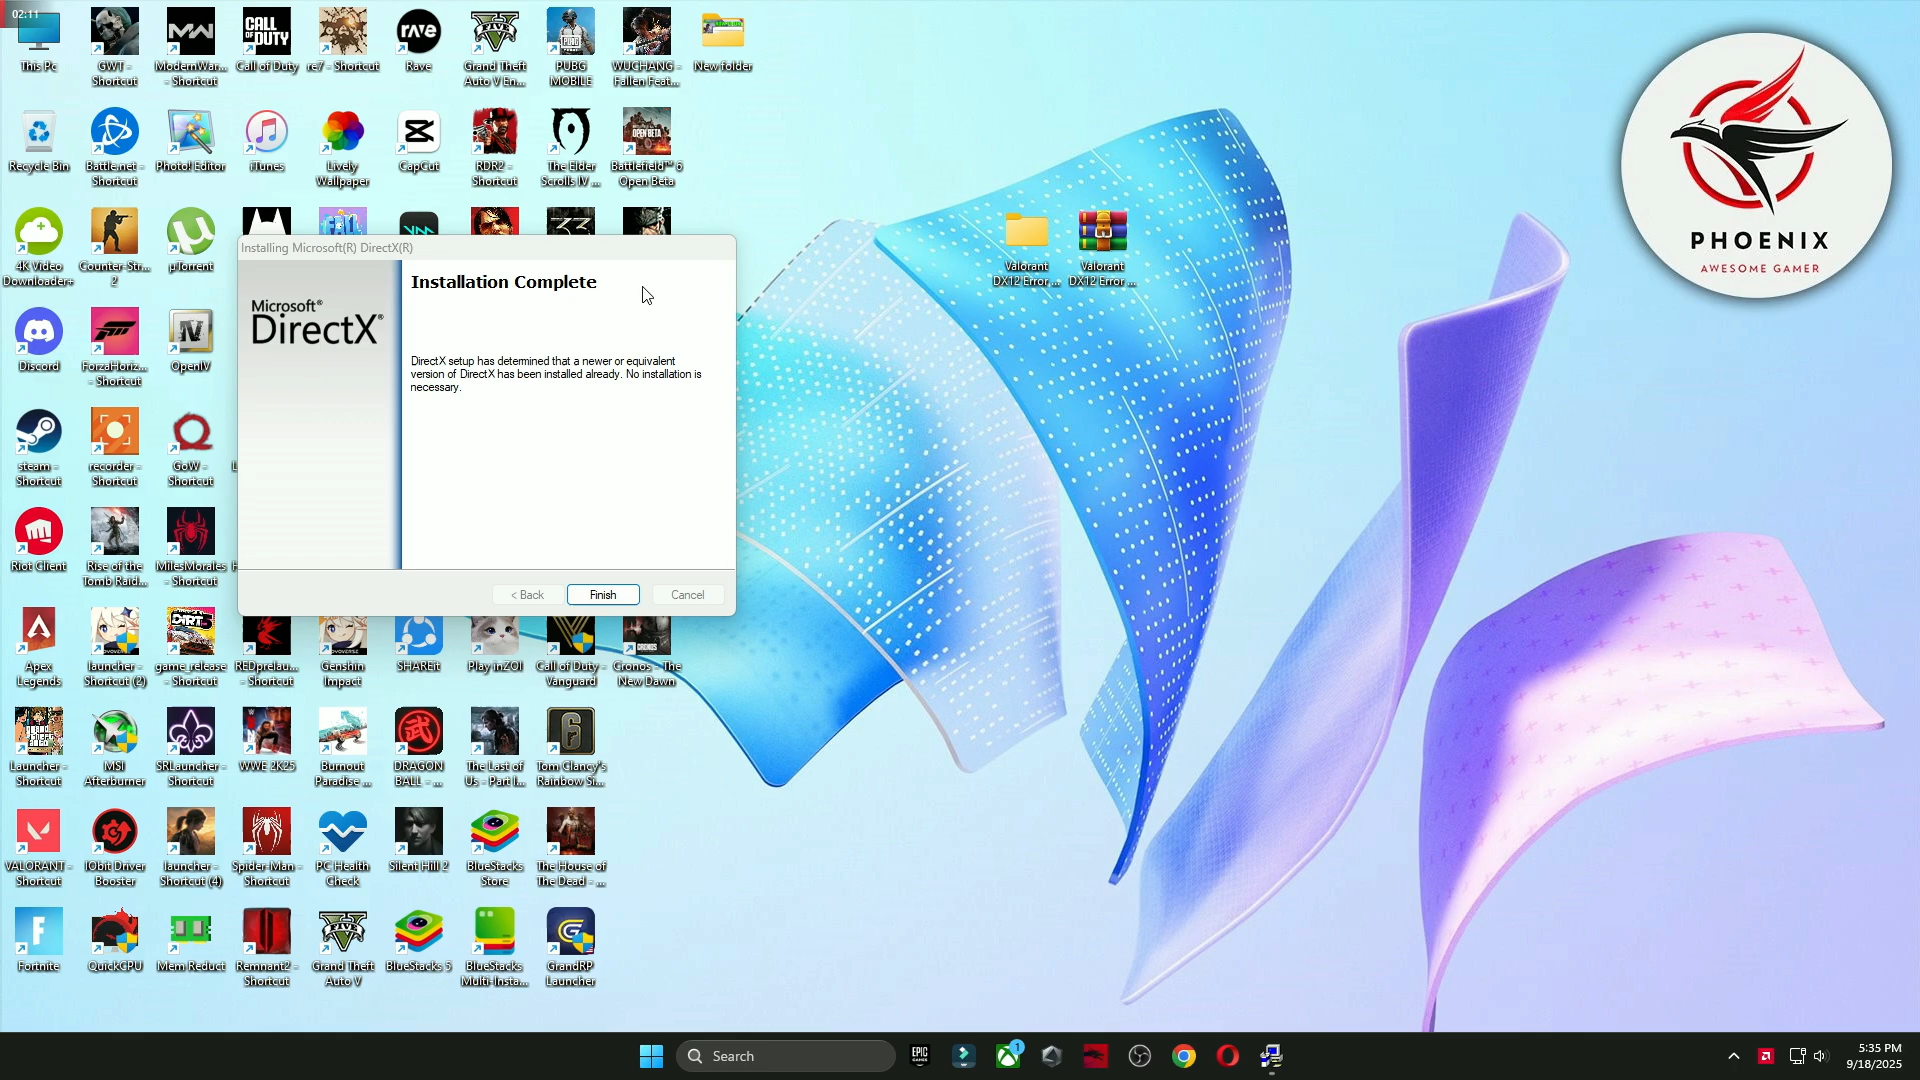 02:11
This Pc
GWT -
Shortcut
ModernWar...
- Shortcut
Call of Duty
re7 - Shortcut
Rave
Grand Theft
Auto V En...
PUBG
MOBILE
WUCHANG -
Fallen Feat...
New folder
Recycle Bin
Battle.net -
Shortcut
Photo! Editor
iTunes
Lively
Wallpaper
CapCut
RDR2 -
Shortcut
The Elder
Scrolls IV ...
Battlefield™ 6
Open Beta
4K Video
Downloader+
Counter-Str...
2
µTorrent
Valorant
DX12 Error ...
Valorant
DX12 Error ...
PHOENIX
AWESOME GAMER
Installing Microsoft(R) DirectX(R)
Microsoft®
DirectX®
Installation Complete
DirectX setup has determined that a newer or equivalent
version of DirectX has been installed already. No installation is
necessary.
< Back
Finish
Cancel
Discord
ForzaHoriz...
- Shortcut
OpenIV
steam -
Shortcut
recorder -
Shortcut
GoW -
Shortcut
Riot Client
Rise of the
Tomb Raid...
MilesMorales
- Shortcut
Apex
Legends
launcher -
Shortcut (2)
game_release
- Shortcut
REDprelau...
- Shortcut
Genshin
Impact
SHAREit
Play inZOI
Call of Duty -
Vanguard
Cronos - The
New Dawn
Launcher -
Shortcut
MSI
Afterburner
SRLauncher -
Shortcut
WWE 2K25
Burnout
Paradise ...
DRAGON
BALL - ...
The Last of
Us - Part I...
Tom Clancy's
Rainbow Si...
VALORANT -
Shortcut
IObit Driver
Booster
launcher -
Shortcut (4)
Spider-Man -
Shortcut
PC Health
Check
Silent Hill 2
BlueStacks
Store
The House of
The Dead - ...
Fortnite
QuickCPU
Mem Reduct
Remnant2 -
Shortcut
Grand Theft
Auto V
BlueStacks 5
BlueStacks
Multi-Insta...
GrandRP
Launcher
Search
1
5:35 PM
9/18/2025